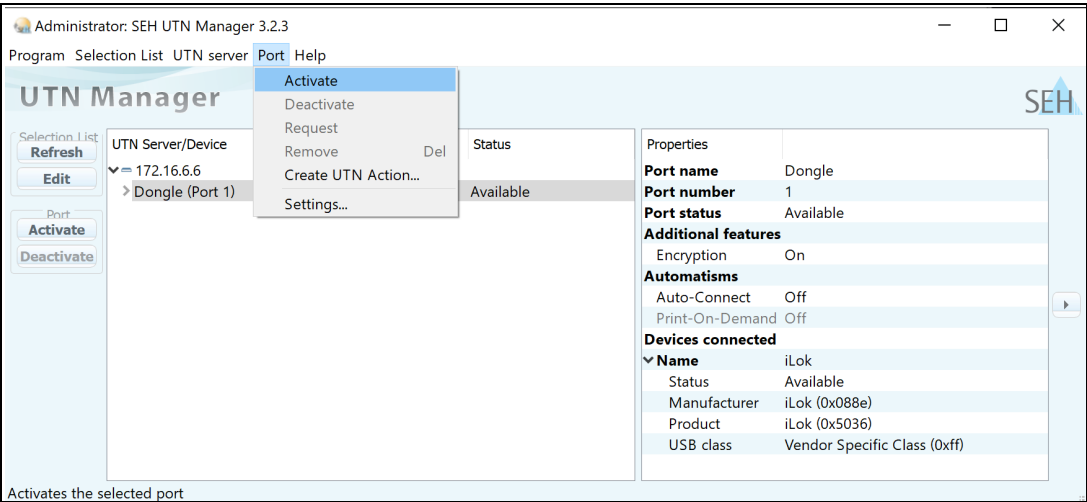 Administrator: SEH UTN Manager 3.2.3
Program Selection List UTN server Port Help
UTN Manager
SEH
Activate
Deactivate
Request
Remove Del
Create UTN Action...
Settings...
Selection List
Refresh
Edit
Port
Activate
Deactivate
UTN Server/Device Status
172.16.6.6
Dongle (Port 1) Available
Properties
Port name Dongle
Port number 1
Port status Available
Additional features
Encryption On
Automatisms
Auto-Connect Off
Print-On-Demand Off
Devices connected
Name iLok
Status Available
Manufacturer iLok (0x088e)
Product iLok (0x5036)
USB class Vendor Specific Class (0xff)
Activates the selected port